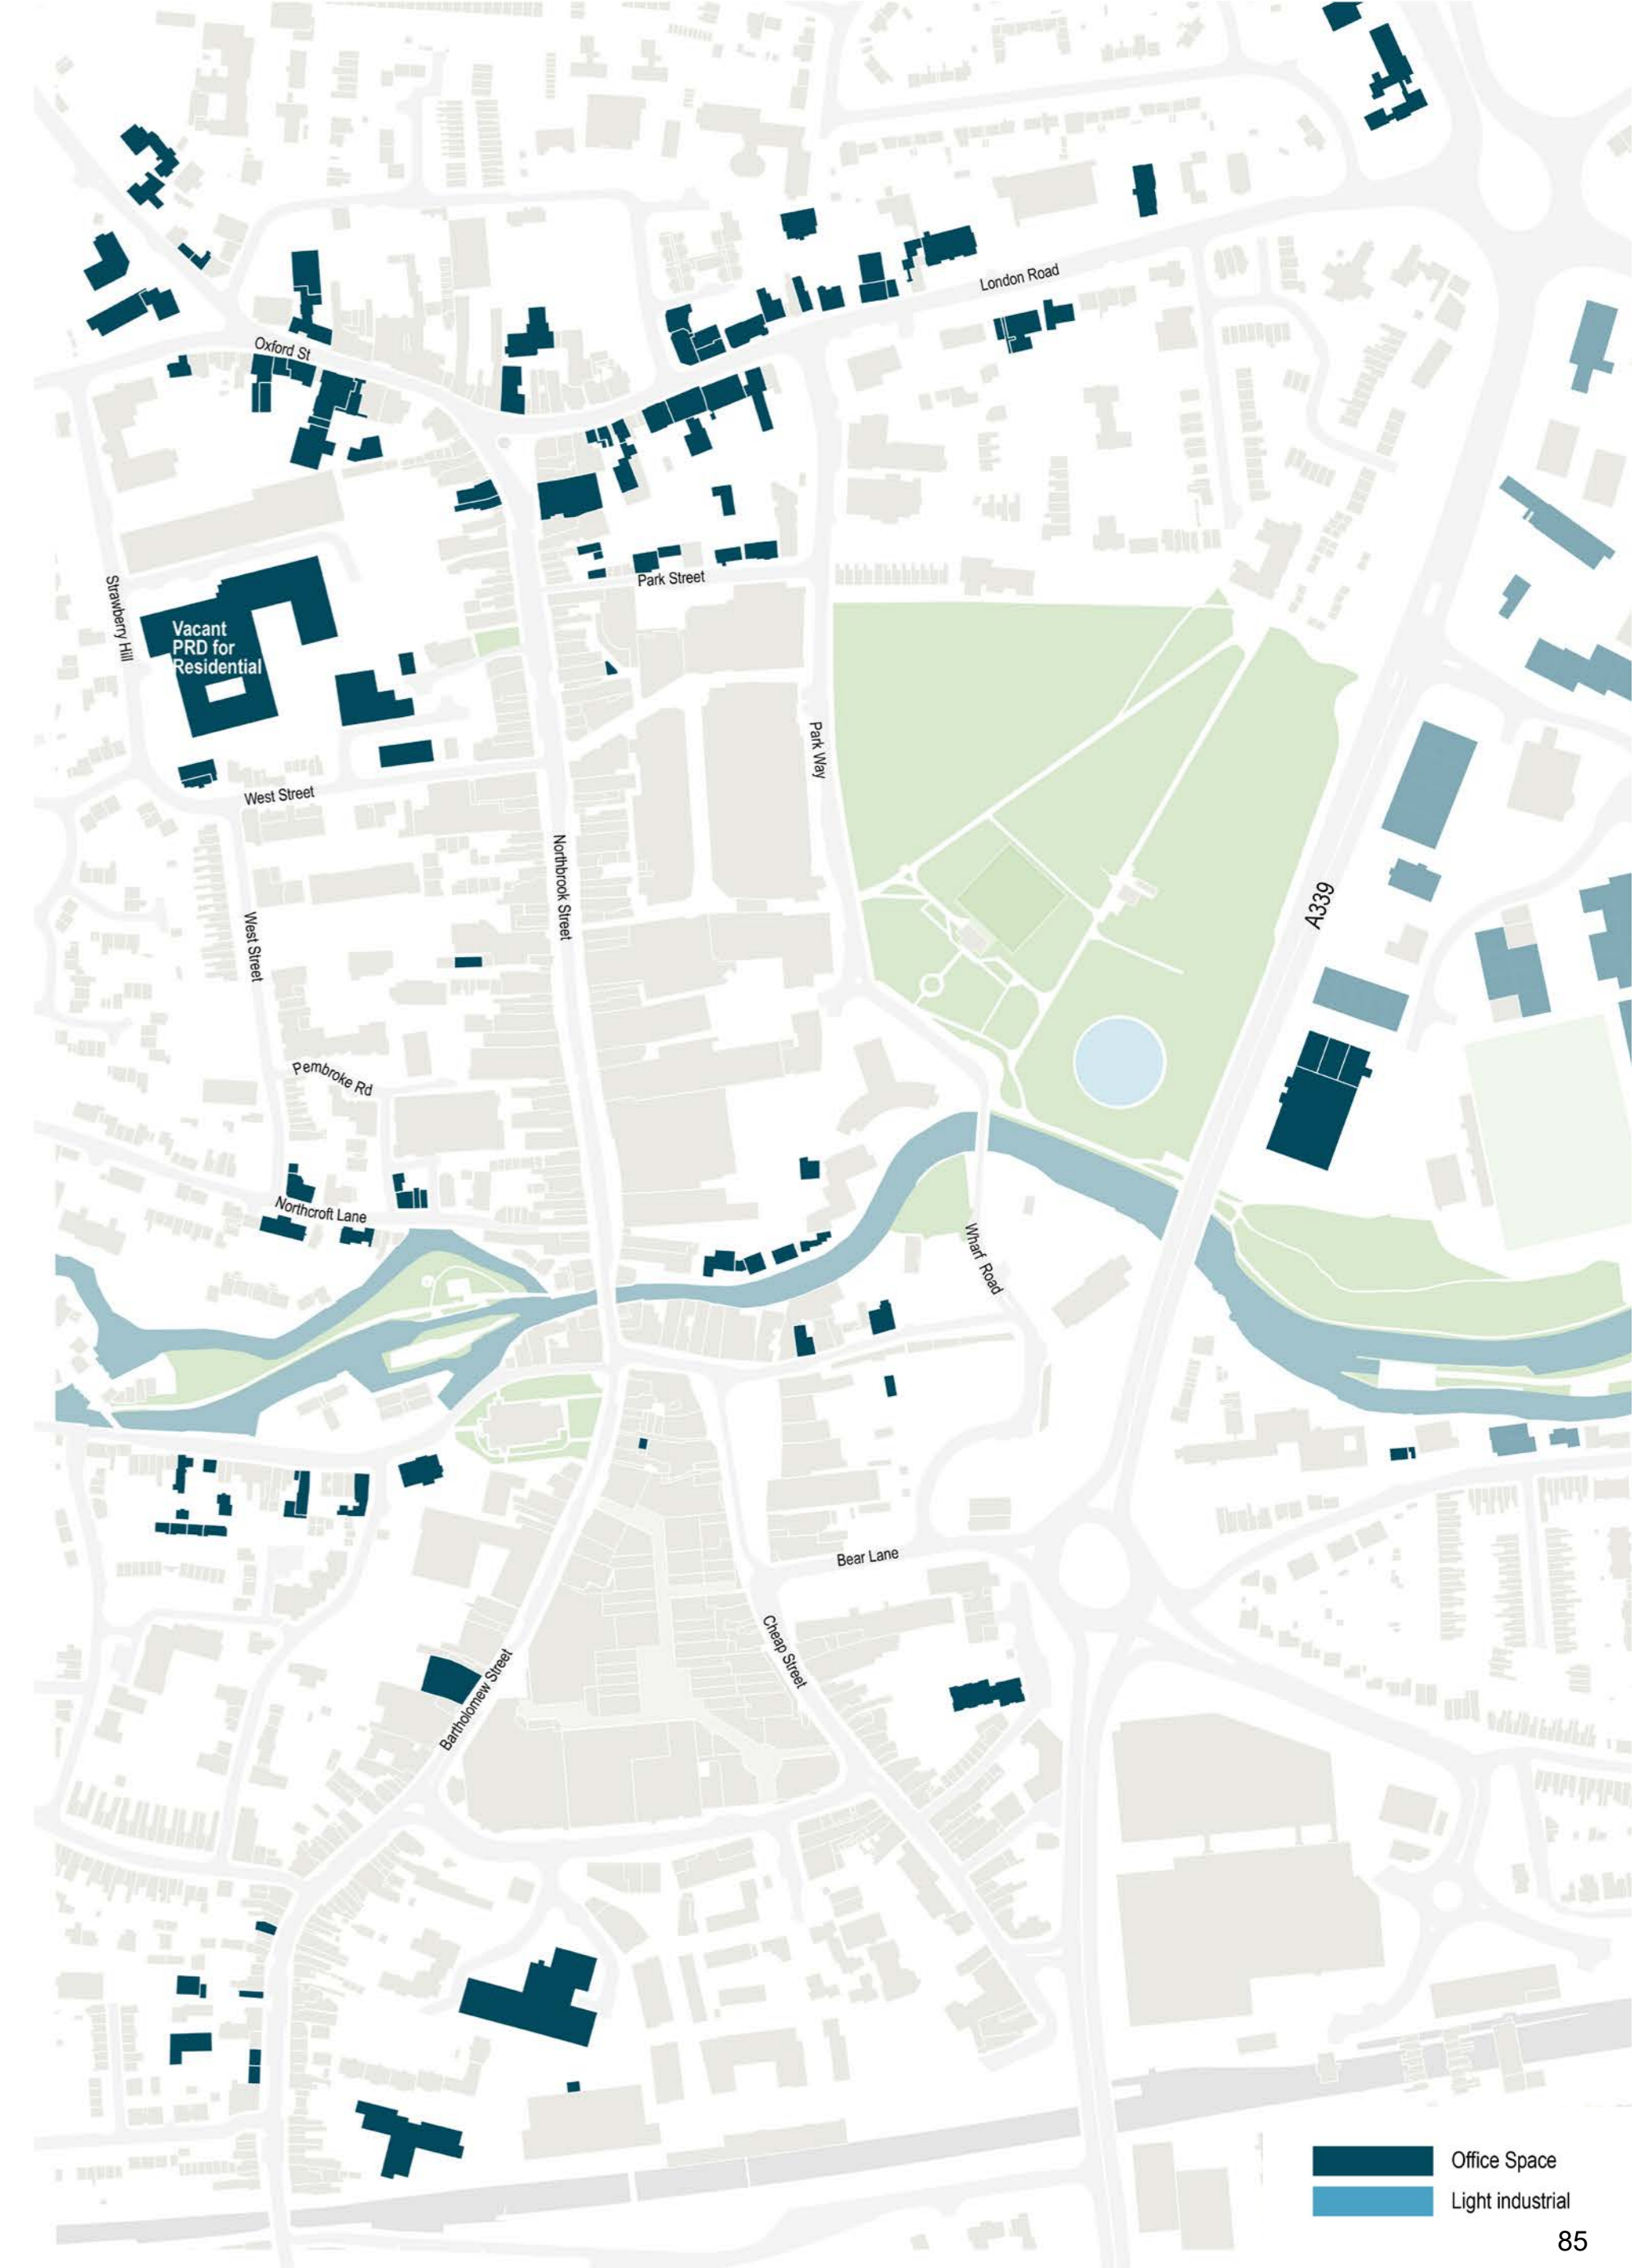 London Road
Oxford St
Park Street
Strawberry Hill
Vacant
PRD for
Residential
Park Way
West Street
Northbrook Street
A339
West Street
Pembroke Rd
Northcroft Lane
Wharf Road
Bear Lane
Cheap Street
Bartholomew Street
Office Space
Light industrial
85